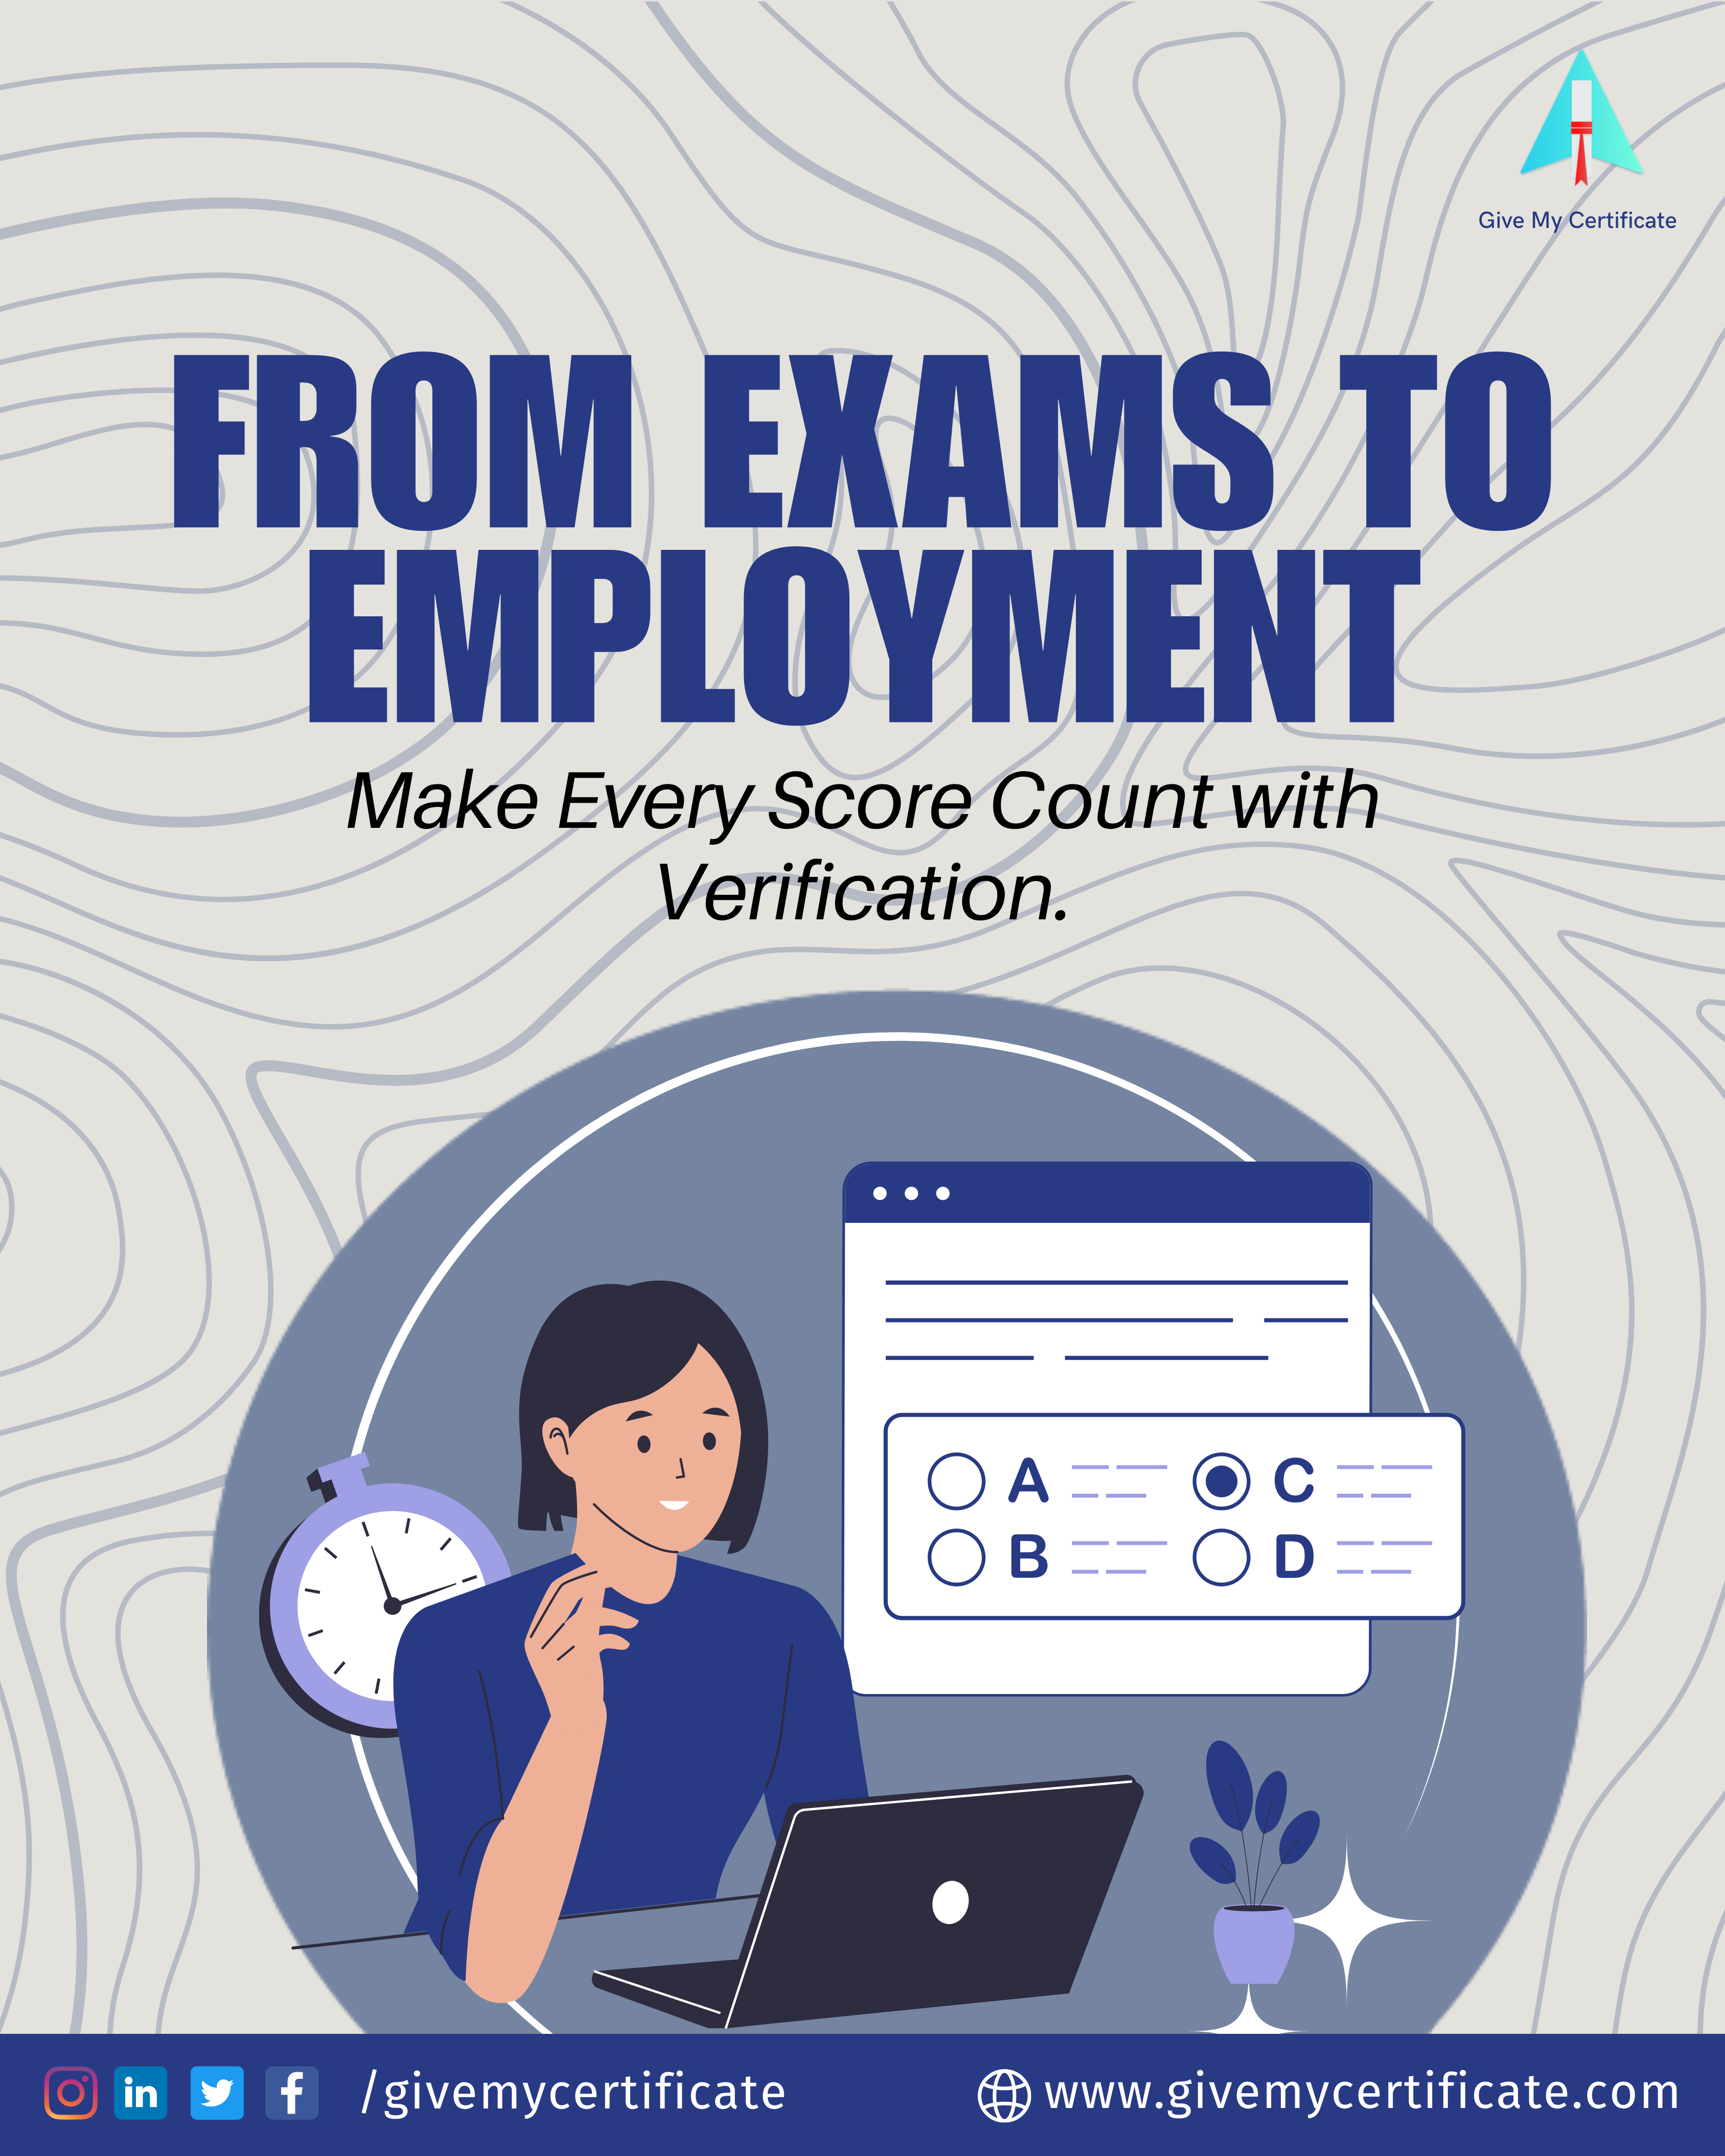 Give My Certificate
FROM EXAMS TO
EMPLOYMENT
Make Every Score Count with
Verification.
A C
B D
/givemycertificate www.givemycertificate.com